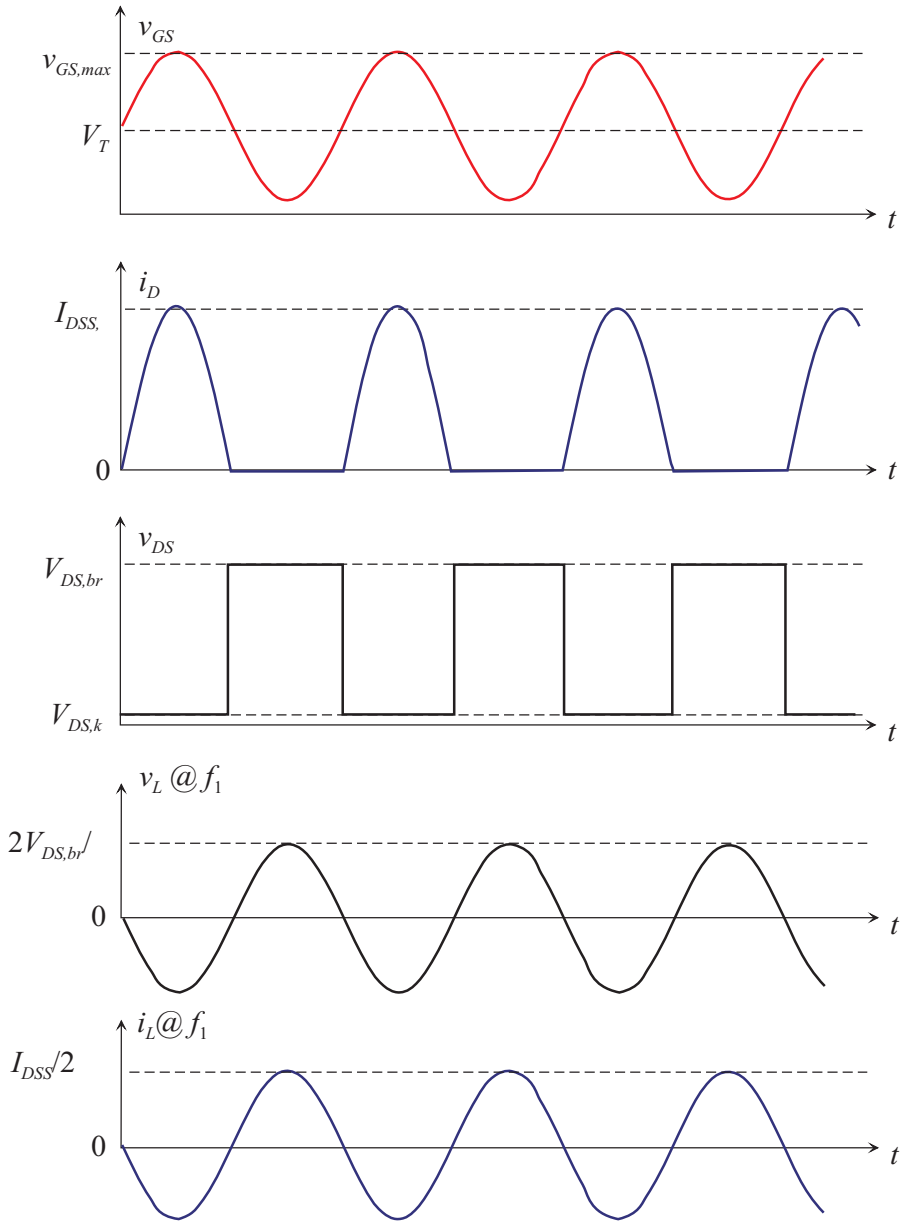 v_GS
v_GS,max
V_T
t
i_D
I_DSS,
0
t
v_DS
V_DS,br
V_DS,k
t
v_L @ f_1
2V_DS,br/
0
t
i_L@ f_1
I_DSS/2
0
t